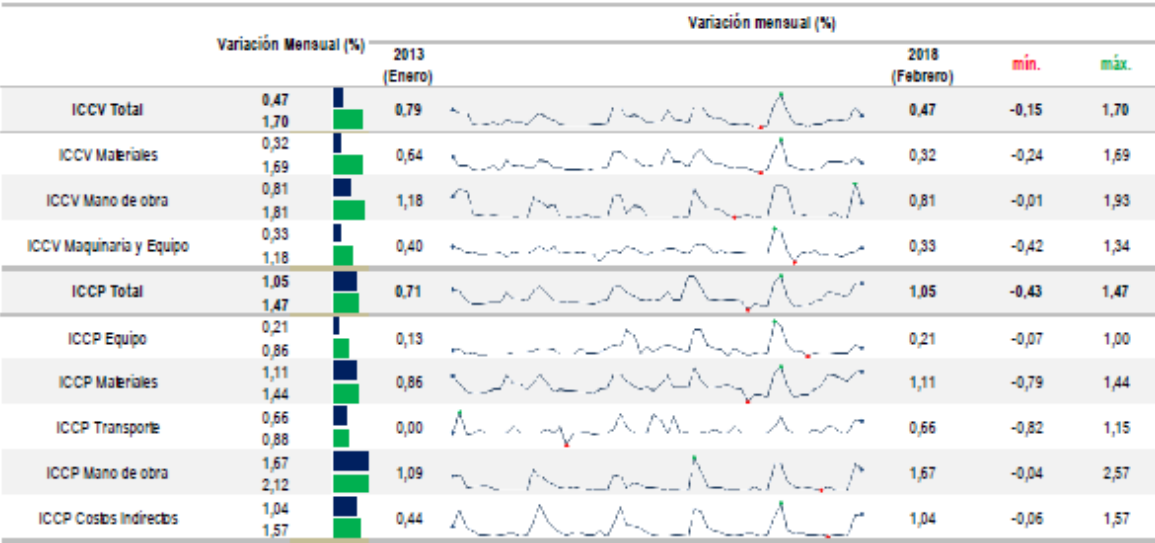 Variación mensual (%)
Variación Mensual (%)
2013 2018 mín. máx.
(Enero) (Febrero)
ICCV Total 0,47 0,79 0,47 -0,15 1,70
1,70
ICCV Materiales 0,32 0,64 0,32 -0,24 1,69
1,69
ICCV Mano de obra 0,81 1,18 0,81 -0,01 1,93
1,81
ICCV Maquinaria y Equipo 0,33 0,40 0,33 -0,42 1,34
1,18
ICCP Total 1,05 0,71 1,05 -0,43 1,47
1,47
ICCP Equipo 0,21 0,13 0,21 -0,07 1,00
0,86
ICCP Materiales 1,11 0,86 1,11 -0,79 1,44
1,44
ICCP Transporte 0,66 0,00 0,66 -0,82 1,15
0,88
ICCP Mano de obra 1,67 1,09 1,67 -0,04 2,57
2,12
ICCP Costos Indirectos 1,04 0,44 1,04 -0,06 1,57
1,57